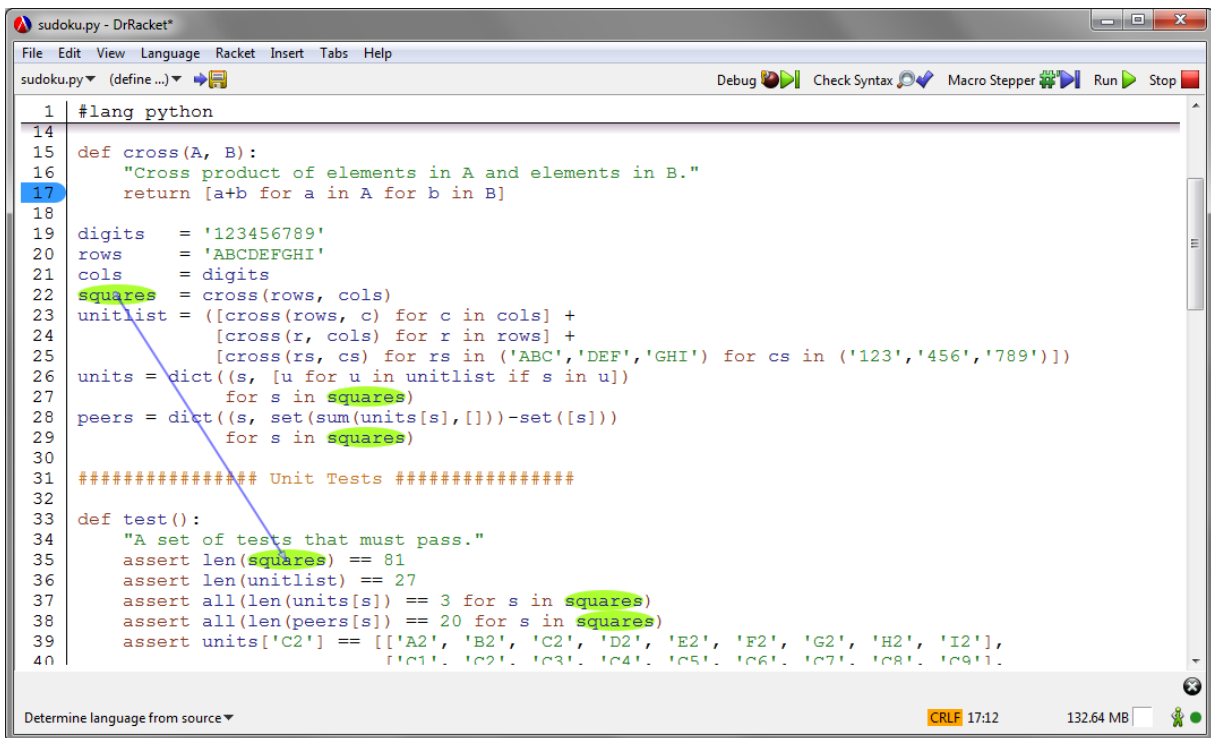 sudoku.py - DrRacket*
File Edit View Language Racket Insert Tabs Help
sudoku.py (define ...) Debug Check Syntax Macro Stepper Run Stop
1 #lang python
14
15 def cross(A, B):
16     "Cross product of elements in A and elements in B."
17     return [a+b for a in A for b in B]
18
19 digits   = '123456789'
20 rows     = 'ABCDEFGHI'
21 cols     = digits
22 squares  = cross(rows, cols)
23 unitlist = ([cross(rows, c) for c in cols] +
24             [cross(r, cols) for r in rows] +
25             [cross(rs, cs) for rs in ('ABC','DEF','GHI') for cs in ('123','456','789')])
26 units = dict((s, [u for u in unitlist if s in u])
27              for s in squares)
28 peers = dict((s, set(sum(units[s],[]))-set([s]))
29              for s in squares)
30
31 ################ Unit Tests ################
32
33 def test():
34     "A set of tests that must pass."
35     assert len(squares) == 81
36     assert len(unitlist) == 27
37     assert all(len(units[s]) == 3 for s in squares)
38     assert all(len(peers[s]) == 20 for s in squares)
39     assert units['C2'] == [['A2', 'B2', 'C2', 'D2', 'E2', 'F2', 'G2', 'H2', 'I2'],
40                            ['C1', 'C2', 'C3', 'C4', 'C5', 'C6', 'C7', 'C8', 'C9'],
Determine language from source CRLF 17:12 132.64 MB